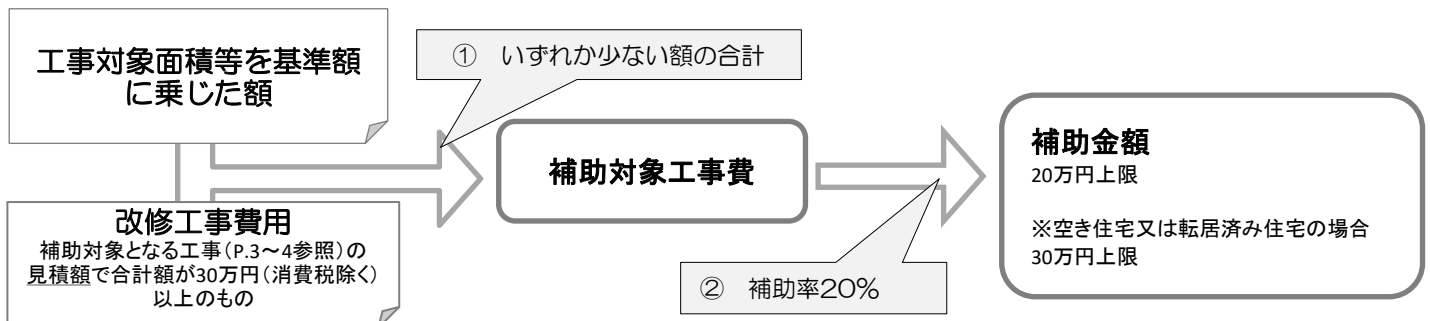 工事対象面積等を基準額
に乗じた額
① いずれか少ない額の合計
改修工事費用
補助対象となる工事（P.3～4参照）の
見積額で合計額が30万円（消費税除く）
以上のもの
補助対象工事費
② 補助率20%
補助金額
20万円上限
※空き住宅又は転居済み住宅の場合
30万円上限